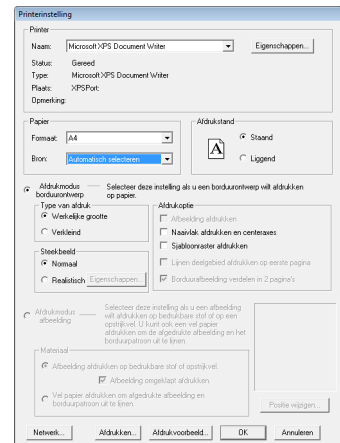 Printerinstelling
Printer
Naam: Microsoft XPS Document Writer Eigenschappen...
Status: Gereed
Type: Microsoft XPS Document Writer
Plaats: XPSPort:
Opmerking:
Papier
Formaat: A4
Bron: Automatisch selecteren
Afdrukstand
A
Staand
Liggend
Afdrukmodus borduurontwerp
Selecteer deze instelling als u een borduurontwerp wilt afdrukken
op papier.
Type van afdruk
Werkelijke grootte
Verkleind
Steekbeeld
Normaal
Realistisch Eigenschappen...
Afdrukoptie
Afbeelding afdrukken
Naaivlak afdrukken en centeraxes
Sjabloonraster afdrukken
Lijnen deelgebied afdrukken op eerste pagina
Borduurafbeelding verdelen in 2 pagina's
Afdrukmodus
afbeelding
Selecteer deze instelling als u een afbeelding
wilt afdrukken op bedrukbare stof of op een
opstrijkvel. U kunt ook een vel papier
afdrukken om de afgedrukte afbeelding en het
borduurpatroon uit te lijnen.
Materiaal
Afbeelding afdrukken op bedrukbare stof of opstrijkvel.
Afbeelding omgeklapt afdrukken.
Vel papier afdrukken om afgedrukte afbeelding en
borduurpatroon uit te lijnen.
Positie wijzigen...
Netwerk... Afdrukken... Afdrukvoorbeeld... OK Annuleren